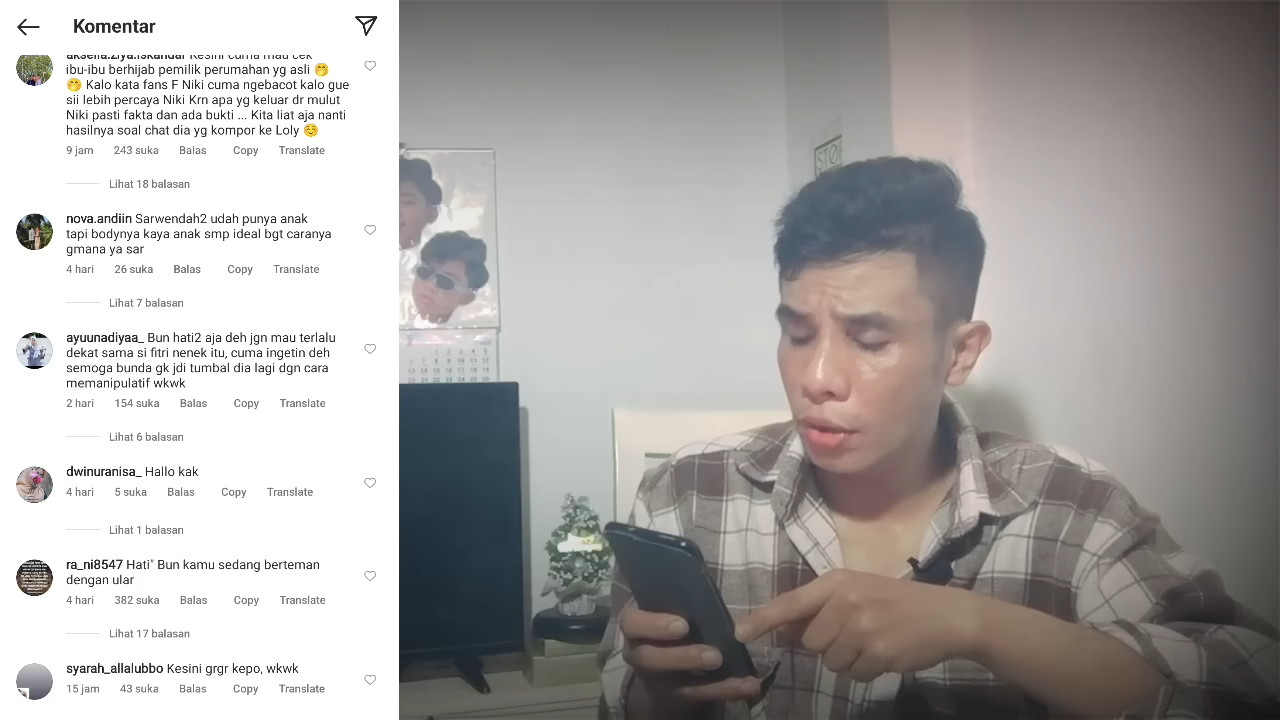 Komentar
aksella.ziya.iskandar Kesini cuma mau cek
ibu-ibu berhijab pemilik perumahan yg asli 🤭
🤭 Kalo kata fans F Niki cuma ngebacot kalo gue
sii lebih percaya Niki Krn apa yg keluar dr mulut
Niki pasti fakta dan ada bukti ... Kita liat aja nanti
hasilnya soal chat dia yg kompor ke Loly ☺️
9 jam 243 suka Balas Copy Translate
Lihat 18 balasan
nova.andiin Sarwendah2 udah punya anak
tapi bodynya kaya anak smp ideal bgt caranya
gmana ya sar
4 hari 26 suka Balas Copy Translate
Lihat 7 balasan
ayuunadiyaa_ Bun hati2 aja deh jgn mau terlalu
dekat sama si fitri nenek itu, cuma ingetin deh
semoga bunda gk jdi tumbal dia lagi dgn cara
memanipulatif wkwk
2 hari 154 suka Balas Copy Translate
Lihat 6 balasan
dwinuranisa_ Hallo kak
4 hari 5 suka Balas Copy Translate
Lihat 1 balasan
ra_ni8547 Hati" Bun kamu sedang berteman
dengan ular
4 hari 382 suka Balas Copy Translate
Lihat 17 balasan
syarah_allalubbo Kesini grgr kepo, wkwk
15 jam 43 suka Balas Copy Translate